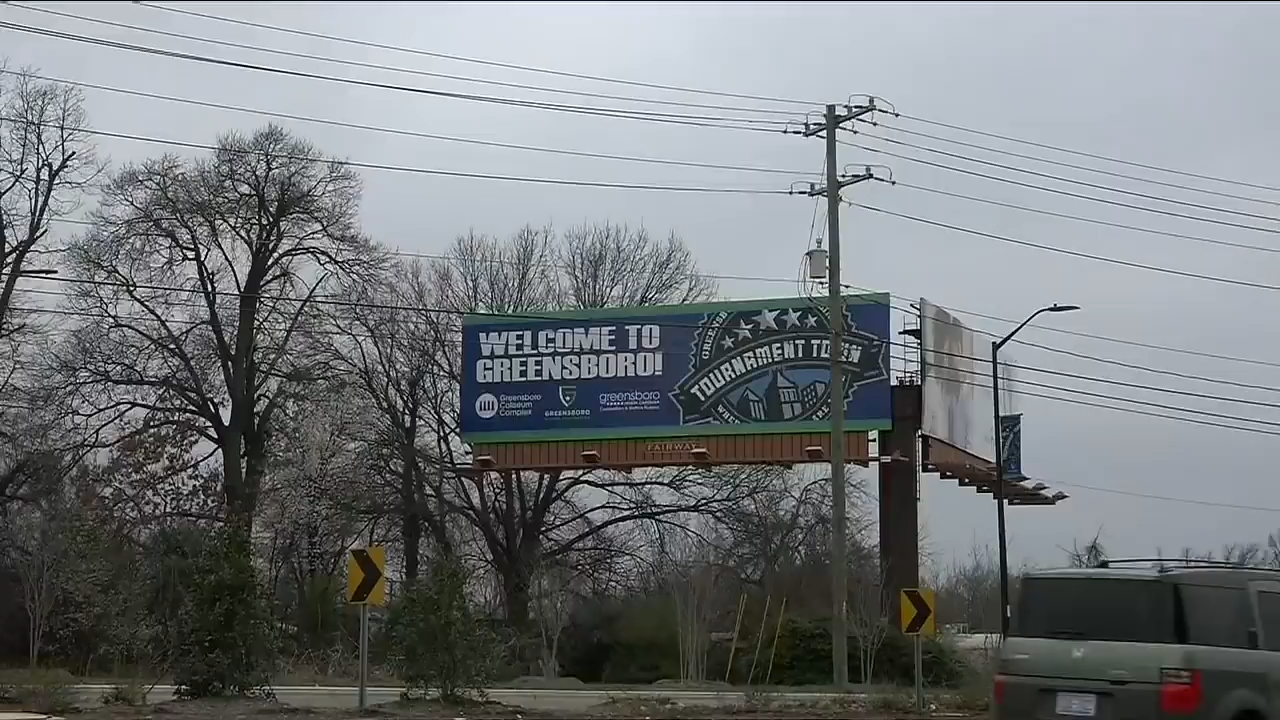 WELCOME TO
GREENSBORO!
Greensboro
Coliseum
Complex
GREENSBORO
greensboro
TOURNAMENT TOWN
FAIRWAY